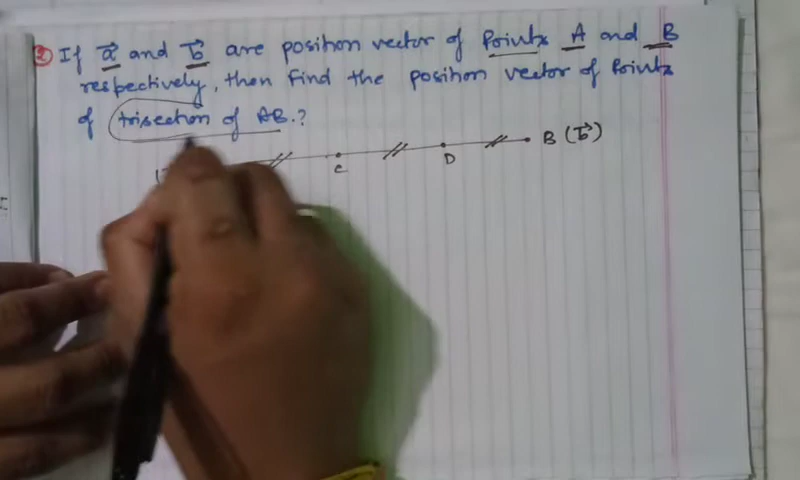 ② If a⃗ and b⃗ are position vector of Points A and B
respectively, then find the position vector of Points
of trisection of AB.?
C D B (b⃗)